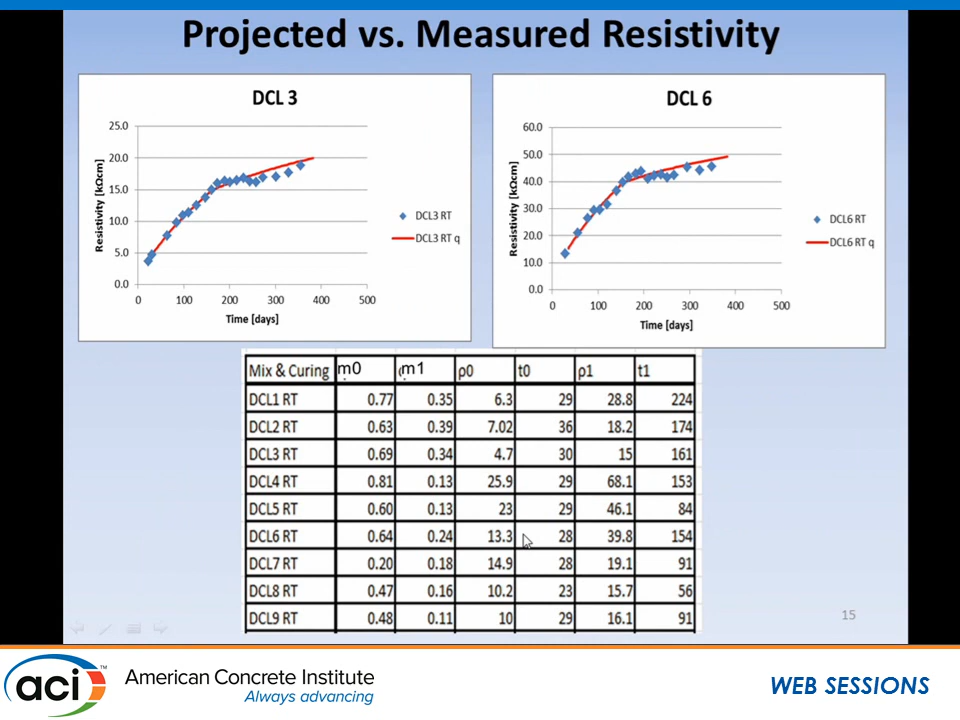 Projected vs. Measured Resistivity
DCL 3
25.0
20.0
15.0
10.0
5.0
0.0
0 100 200 300 400 500
Resistivity [kΩcm]
Time [days]
DCL3 RT
DCL3 RT q
DCL 6
60.0
50.0
40.0
30.0
20.0
10.0
0.0
0 100 200 300 400 500
Resistivity [kΩcm]
Time [days]
DCL6 RT
DCL6 RT q
Mix & Curing m0 m1 ρ0 t0 ρ1 t1
DCL1 RT 0.77 0.35 6.3 29 28.8 224
DCL2 RT 0.63 0.39 7.02 36 18.2 174
DCL3 RT 0.69 0.34 4.7 30 15 161
DCL4 RT 0.81 0.13 25.9 29 68.1 153
DCL5 RT 0.60 0.13 23 29 46.1 84
DCL6 RT 0.64 0.24 13.3 28 39.8 154
DCL7 RT 0.20 0.18 14.9 28 19.1 91
DCL8 RT 0.47 0.16 10.2 23 15.7 56
DCL9 RT 0.48 0.11 10 29 16.1 91
15
aci™ American Concrete Institute
Always advancing
WEB SESSIONS